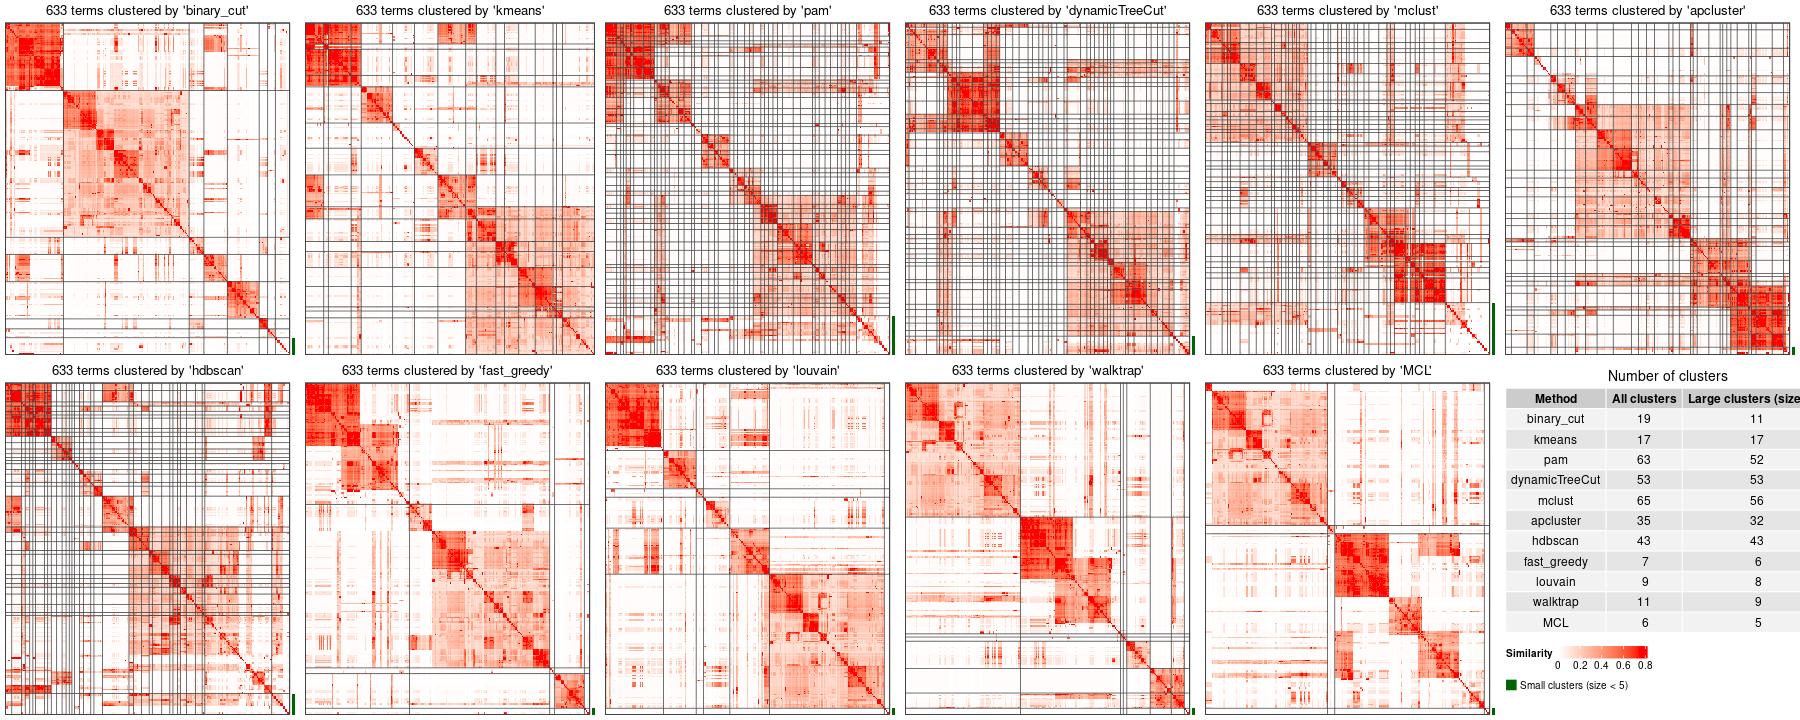 633 terms clustered by 'binary_cut'
633 terms clustered by 'kmeans'
633 terms clustered by 'pam'
633 terms clustered by 'dynamicTreeCut'
633 terms clustered by 'mclust'
633 terms clustered by 'apcluster'
633 terms clustered by 'hdbscan'
633 terms clustered by 'fast_greedy'
633 terms clustered by 'louvain'
633 terms clustered by 'walktrap'
633 terms clustered by 'MCL'
Number of clusters
Method All clusters Large clusters (size
binary_cut 19 11
kmeans 17 17
pam 63 52
dynamicTreeCut 53 53
mclust 65 56
apcluster 35 32
hdbscan 43 43
fast_greedy 7 6
louvain 9 8
walktrap 11 9
MCL 6 5
Similarity
0 0.2 0.4 0.6 0.8
Small clusters (size < 5)